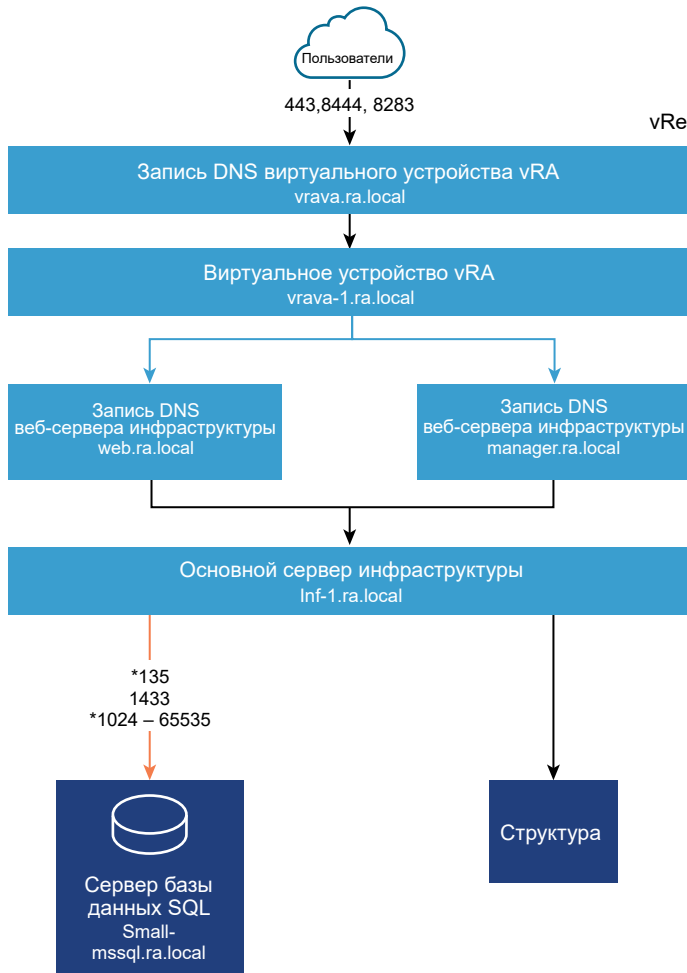 Пользователи
443,8444, 8283
vRe
Запись DNS виртуального устройства vRA
vrava.ra.local
Виртуальное устройство vRA
vrava-1.ra.local
Запись DNS
веб-сервера инфраструктуры
web.ra.local
Запись DNS
веб-сервера инфраструктуры
manager.ra.local
Основной сервер инфраструктуры
Inf-1.ra.local
*135
1433
*1024 – 65535
Сервер базы
данных SQL
Small-
mssql.ra.local
Структура